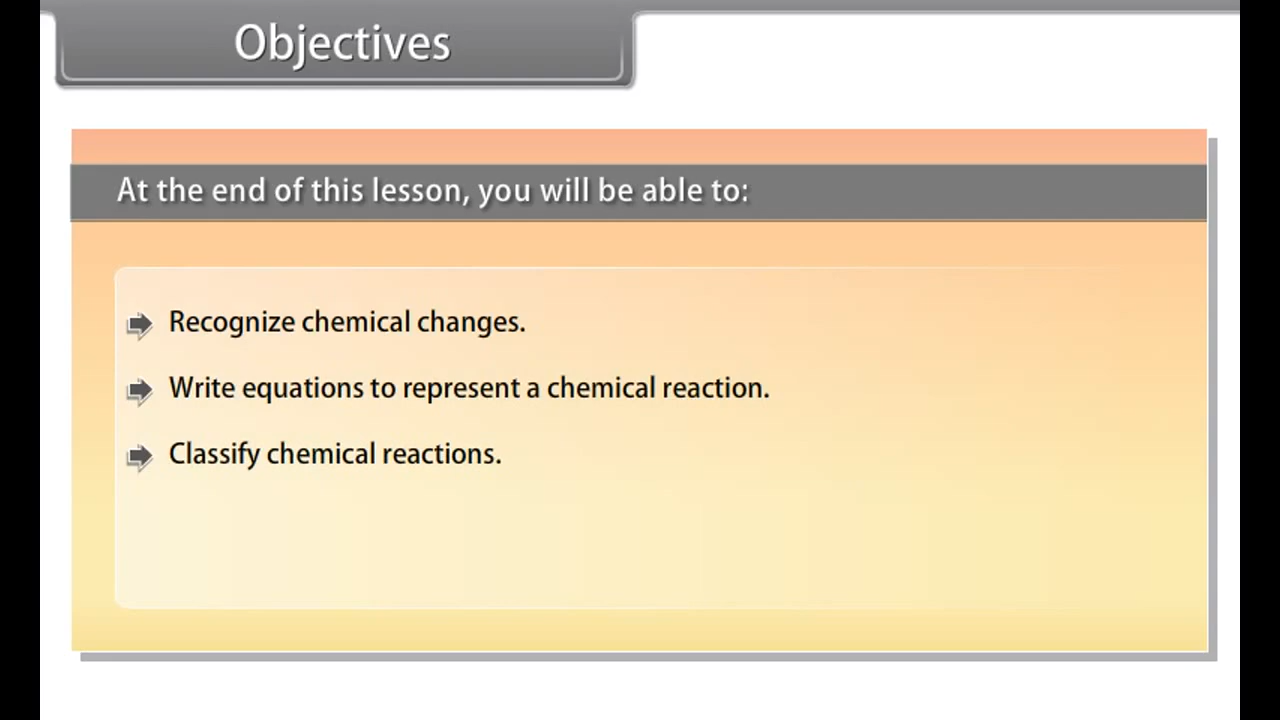 Objectives
At the end of this lesson, you will be able to:
Recognize chemical changes.
Write equations to represent a chemical reaction.
Classify chemical reactions.